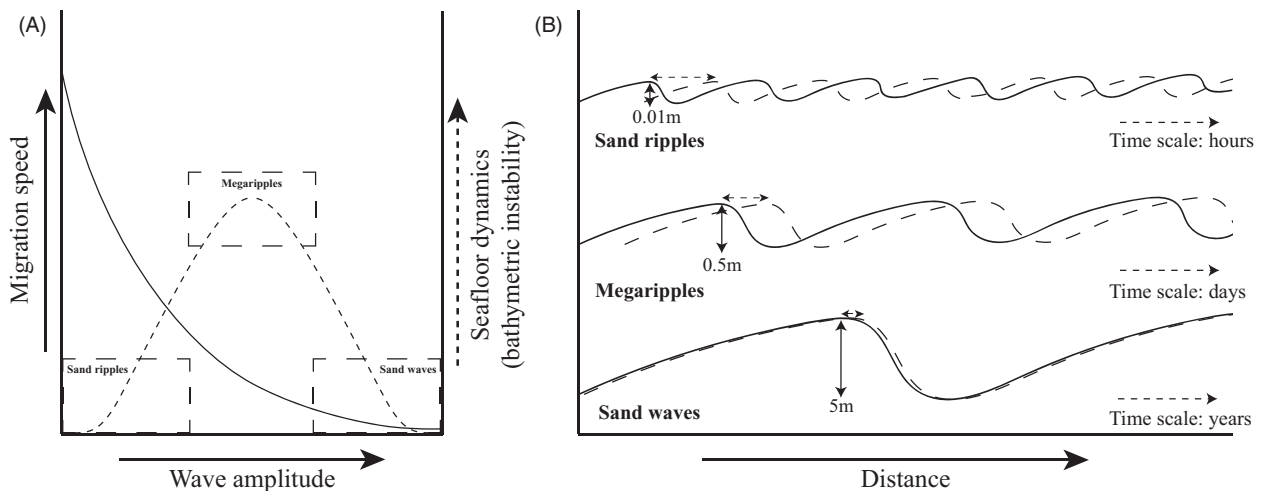 (A)
Migration speed
Megaripples
Sand ripples
Sand waves
Wave amplitude
Seafloor dynamics
(bathymetric instability)
(B)
0.01m
Sand ripples
Time scale: hours
0.5m
Megaripples
Time scale: days
5m
Sand waves
Time scale: years
Distance